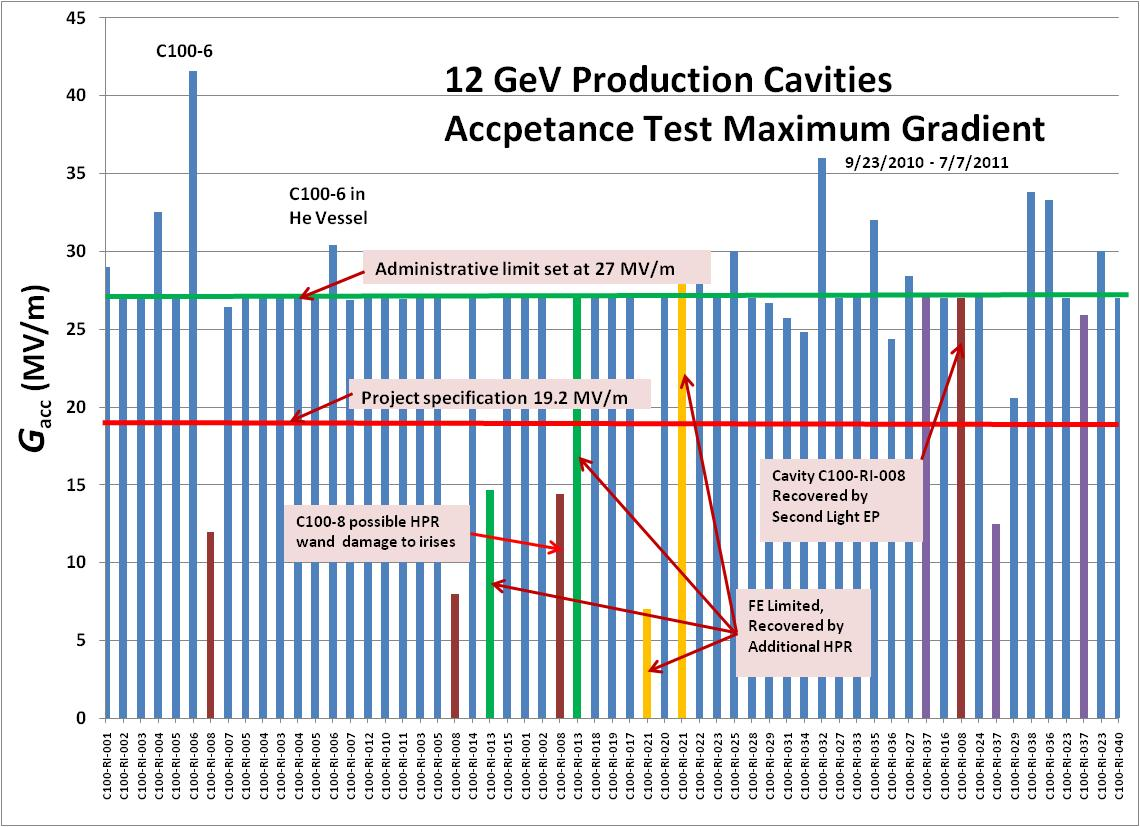 12 GeV Production Cavities
Accpetance Test Maximum Gradient
9/23/2010 - 7/7/2011
C100-6
C100-6 in
He Vessel
Administrative limit set at 27 MV/m
Project specification 19.2 MV/m
C100-8 possible HPR
wand damage to irises
Cavity C100-RI-008
Recovered by
Second Light EP
FE Limited,
Recovered by
Additional HPR
Gacc (MV/m)
45
40
35
30
25
20
15
10
5
0
C100-RI-001
C100-RI-002
C100-RI-003
C100-RI-004
C100-RI-005
C100-RI-006
C100-RI-008
C100-RI-007
C100-RI-005
C100-RI-004
C100-RI-003
C100-RI-004
C100-RI-005
C100-RI-006
C100-RI-007
C100-RI-012
C100-RI-010
C100-RI-011
C100-RI-003
C100-RI-005
C100-RI-008
C100-RI-014
C100-RI-013
C100-RI-015
C100-RI-001
C100-RI-002
C100-RI-008
C100-RI-013
C100-RI-018
C100-RI-019
C100-RI-017
C100-RI-021
C100-RI-020
C100-RI-021
C100-RI-022
C100-RI-023
C100-RI-025
C100-RI-028
C100-RI-029
C100-RI-031
C100-RI-034
C100-RI-032
C100-RI-027
C100-RI-033
C100-RI-035
C100-RI-036
C100-RI-027
C100-RI-037
C100-RI-016
C100-RI-008
C100-RI-024
C100-RI-037
C100-RI-029
C100-RI-038
C100-RI-036
C100-RI-023
C100-RI-037
C100-RI-023
C100-RI-040